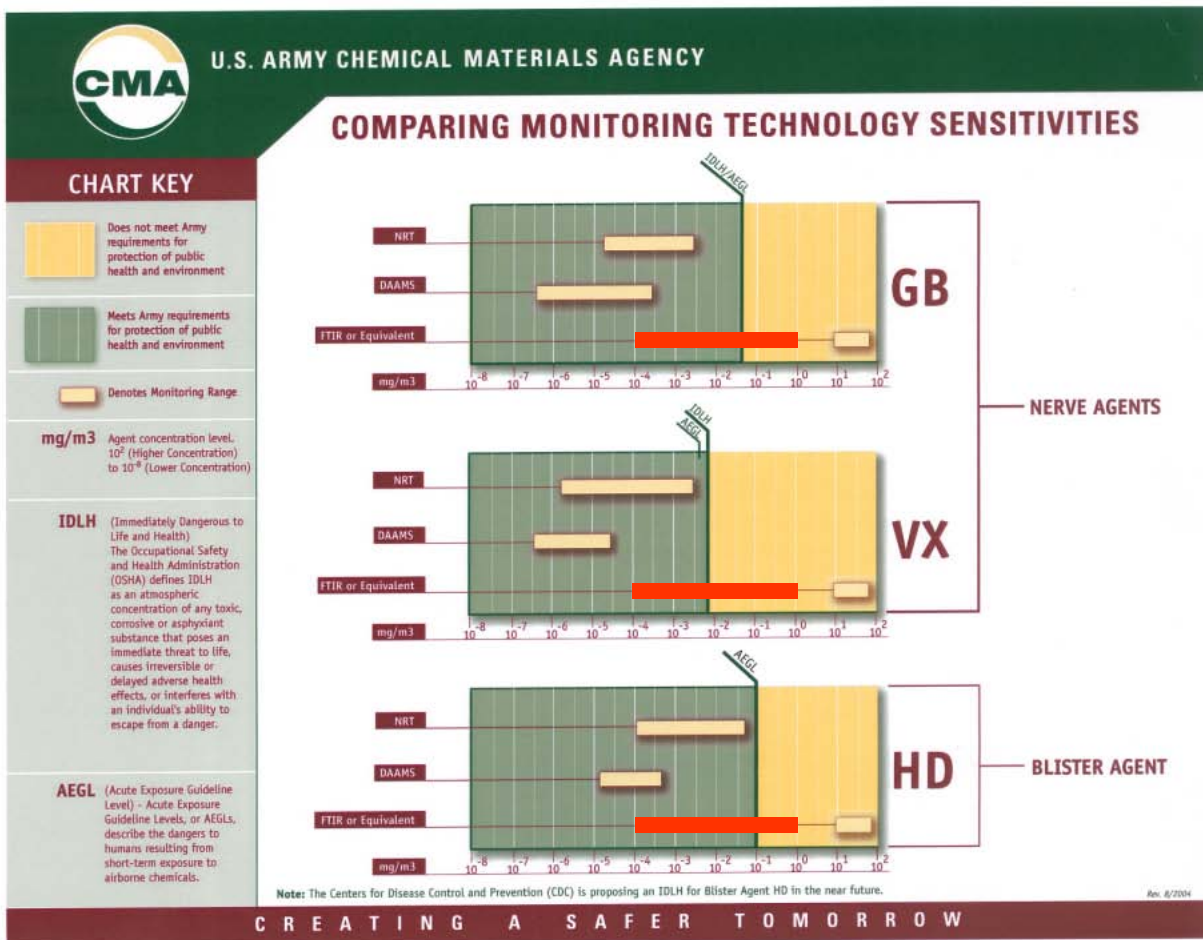 CMA
U.S. ARMY CHEMICAL MATERIALS AGENCY
COMPARING MONITORING TECHNOLOGY SENSITIVITIES
CHART KEY
Does not meet Army
requirements for
protection of public
health and environment
Meets Army requirements
for protection of public
health and environment
Denotes Monitoring Range
mg/m3 Agent concentration level.
10² (Higher Concentration)
to 10⁻⁸ (Lower Concentration)
IDLH (Immediately Dangerous to
Life and Health)
The Occupational Safety
and Health Administration
(OSHA) defines IDLH
as an atmospheric
concentration of any toxic,
corrosive or asphyxiant
substance that poses an
immediate threat to life,
causes irreversible or
delayed adverse health
effects, or interferes with
an individual's ability to
escape from a danger.
AEGL (Acute Exposure Guideline
Level) - Acute Exposure
Guideline Levels, or AEGLs,
describe the dangers to
humans resulting from
short-term exposure to
airborne chemicals.
IDLH/AEGL
NRT
DAAMS
FTIR or Equivalent
mg/m3 10⁻⁸ 10⁻⁷ 10⁻⁶ 10⁻⁵ 10⁻⁴ 10⁻³ 10⁻² 10⁻¹ 10⁰ 10¹ 10²
GB
IDLH
AEGL
NRT
DAAMS
FTIR or Equivalent
mg/m3 10⁻⁸ 10⁻⁷ 10⁻⁶ 10⁻⁵ 10⁻⁴ 10⁻³ 10⁻² 10⁻¹ 10⁰ 10¹ 10²
VX
NERVE AGENTS
AEGL
NRT
DAAMS
FTIR or Equivalent
mg/m3 10⁻⁸ 10⁻⁷ 10⁻⁶ 10⁻⁵ 10⁻⁴ 10⁻³ 10⁻² 10⁻¹ 10⁰ 10¹ 10²
HD
BLISTER AGENT
Note: The Centers for Disease Control and Prevention (CDC) is proposing an IDLH for Blister Agent HD in the near future.
Rev. 8/2004
CREATING A SAFER TOMORROW